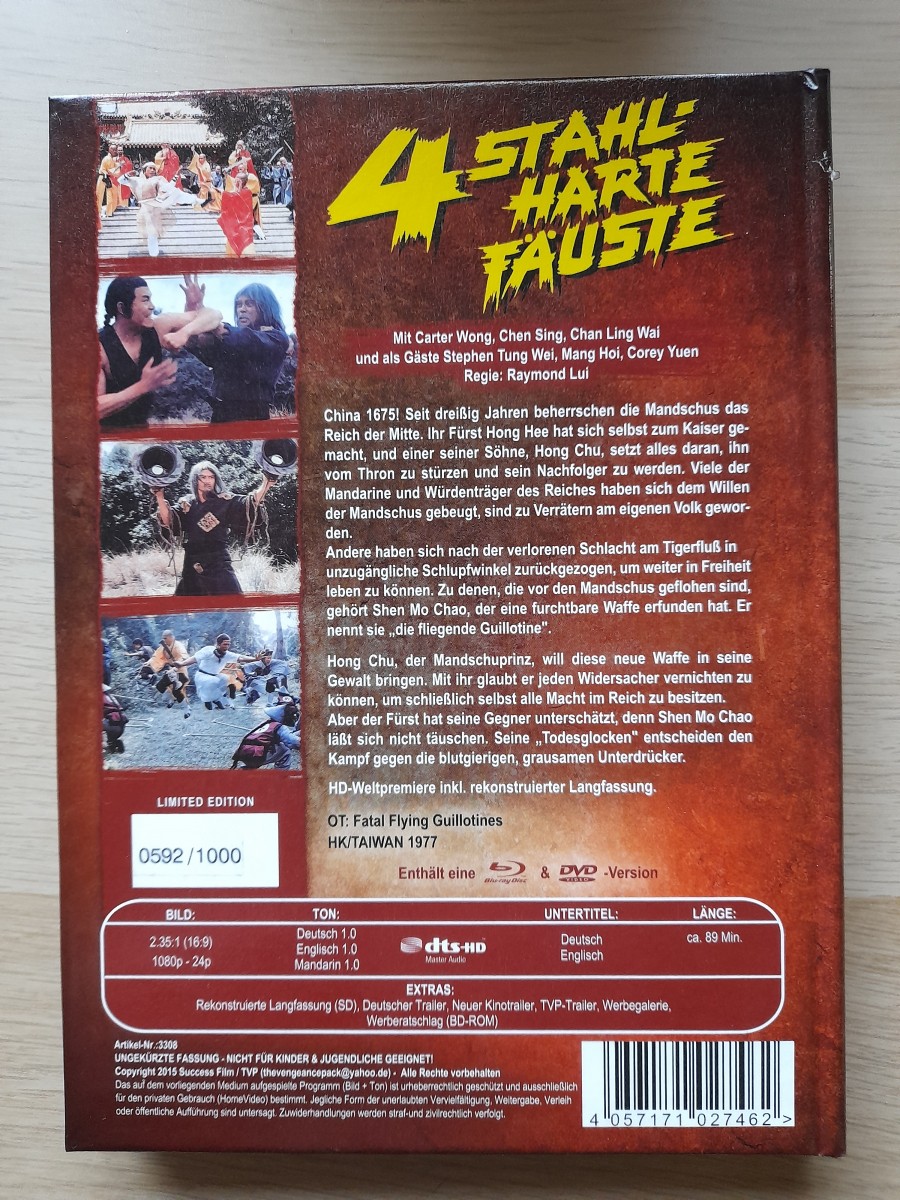 4 STAHL-
HARTE
FÄUSTE
Mit Carter Wong, Chen Sing, Chan Ling Wai
und als Gäste Stephen Tung Wei, Mang Hoi, Corey Yuen
Regie: Raymond Lui
China 1675! Seit dreißig Jahren beherrschen die Mandschus das
Reich der Mitte. Ihr Fürst Hong Hee hat sich selbst zum Kaiser ge-
macht, und einer seiner Söhne, Hong Chu, setzt alles daran, ihn
vom Thron zu stürzen und sein Nachfolger zu werden. Viele der
Mandarine und Würdenträger des Reiches haben sich dem Willen
der Mandschus gebeugt, sind zu Verrätern am eigenen Volk gewor-
den.
Andere haben sich nach der verlorenen Schlacht am Tigerfluß in
unzugängliche Schlupfwinkel zurückgezogen, um weiter in Freiheit
leben zu können. Zu denen, die vor den Mandschus geflohen sind,
gehört Shen Mo Chao, der eine furchtbare Waffe erfunden hat. Er
nennt sie „die fliegende Guillotine".
Hong Chu, der Mandschuprinz, will diese neue Waffe in seine
Gewalt bringen. Mit ihr glaubt er jeden Widersacher vernichten zu
können, um schließlich selbst alle Macht im Reich zu besitzen.
Aber der Fürst hat seine Gegner unterschätzt, denn Shen Mo Chao
läßt sich nicht täuschen. Seine „Todesglocken" entscheiden den
Kampf gegen die blutgierigen, grausamen Unterdrücker.
HD-Weltpremiere inkl. rekonstruierter Langfassung.
OT: Fatal Flying Guillotines
HK/TAIWAN 1977
Enthält eine Blu-ray Disc & DVD VIDEO -Version
LIMITED EDITION
0592 / 1000
BILD: TON: UNTERTITEL: LÄNGE:
2.35:1 (16:9)
1080p - 24p
Deutsch 1.0
Englisch 1.0
Mandarin 1.0
dts-HD
Master Audio
Deutsch
Englisch
ca. 89 Min.
EXTRAS:
Rekonstruierte Langfassung (SD), Deutscher Trailer, Neuer Kinotrailer, TVP-Trailer, Werbegalerie,
Werberatschlag (BD-ROM)
Artikel-Nr.:3308
UNGEKÜRZTE FASSUNG - NICHT FÜR KINDER & JUGENDLICHE GEEIGNET!
Copyright 2015 Success Film / TVP (thevengeancepack@yahoo.de) - Alle Rechte vorbehalten
Das auf dem vorliegenden Medium aufgespielte Programm (Bild + Ton) ist urheberrechtlich geschützt und ausschließlich
für den privaten Gebrauch (HomeVideo) bestimmt. Jegliche Form der unerlaubten Vervielfältigung, Weitergabe, Verleih
oder öffentliche Aufführung sind untersagt. Zuwiderhandlungen werden straf-und zivilrechtlich verfolgt.
4 057171 027462 >